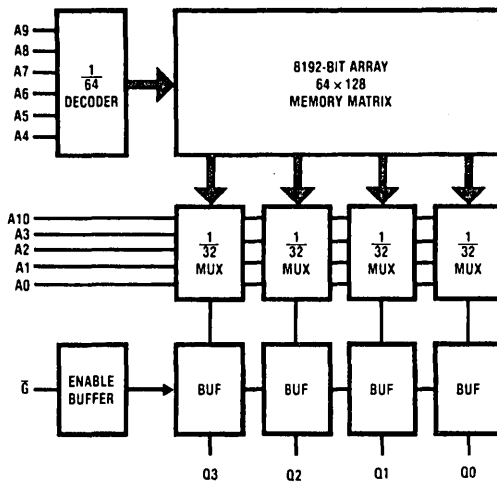 A9
A8
A7
A6
A5
A4
1
64
DECODER
8192-BIT ARRAY
64 × 128
MEMORY MATRIX
A10
A3
A2
A1
A0
1
32
MUX
1
32
MUX
1
32
MUX
1
32
MUX
G̅
ENABLE
BUFFER
BUF
BUF
BUF
BUF
Q3
Q2
Q1
Q0